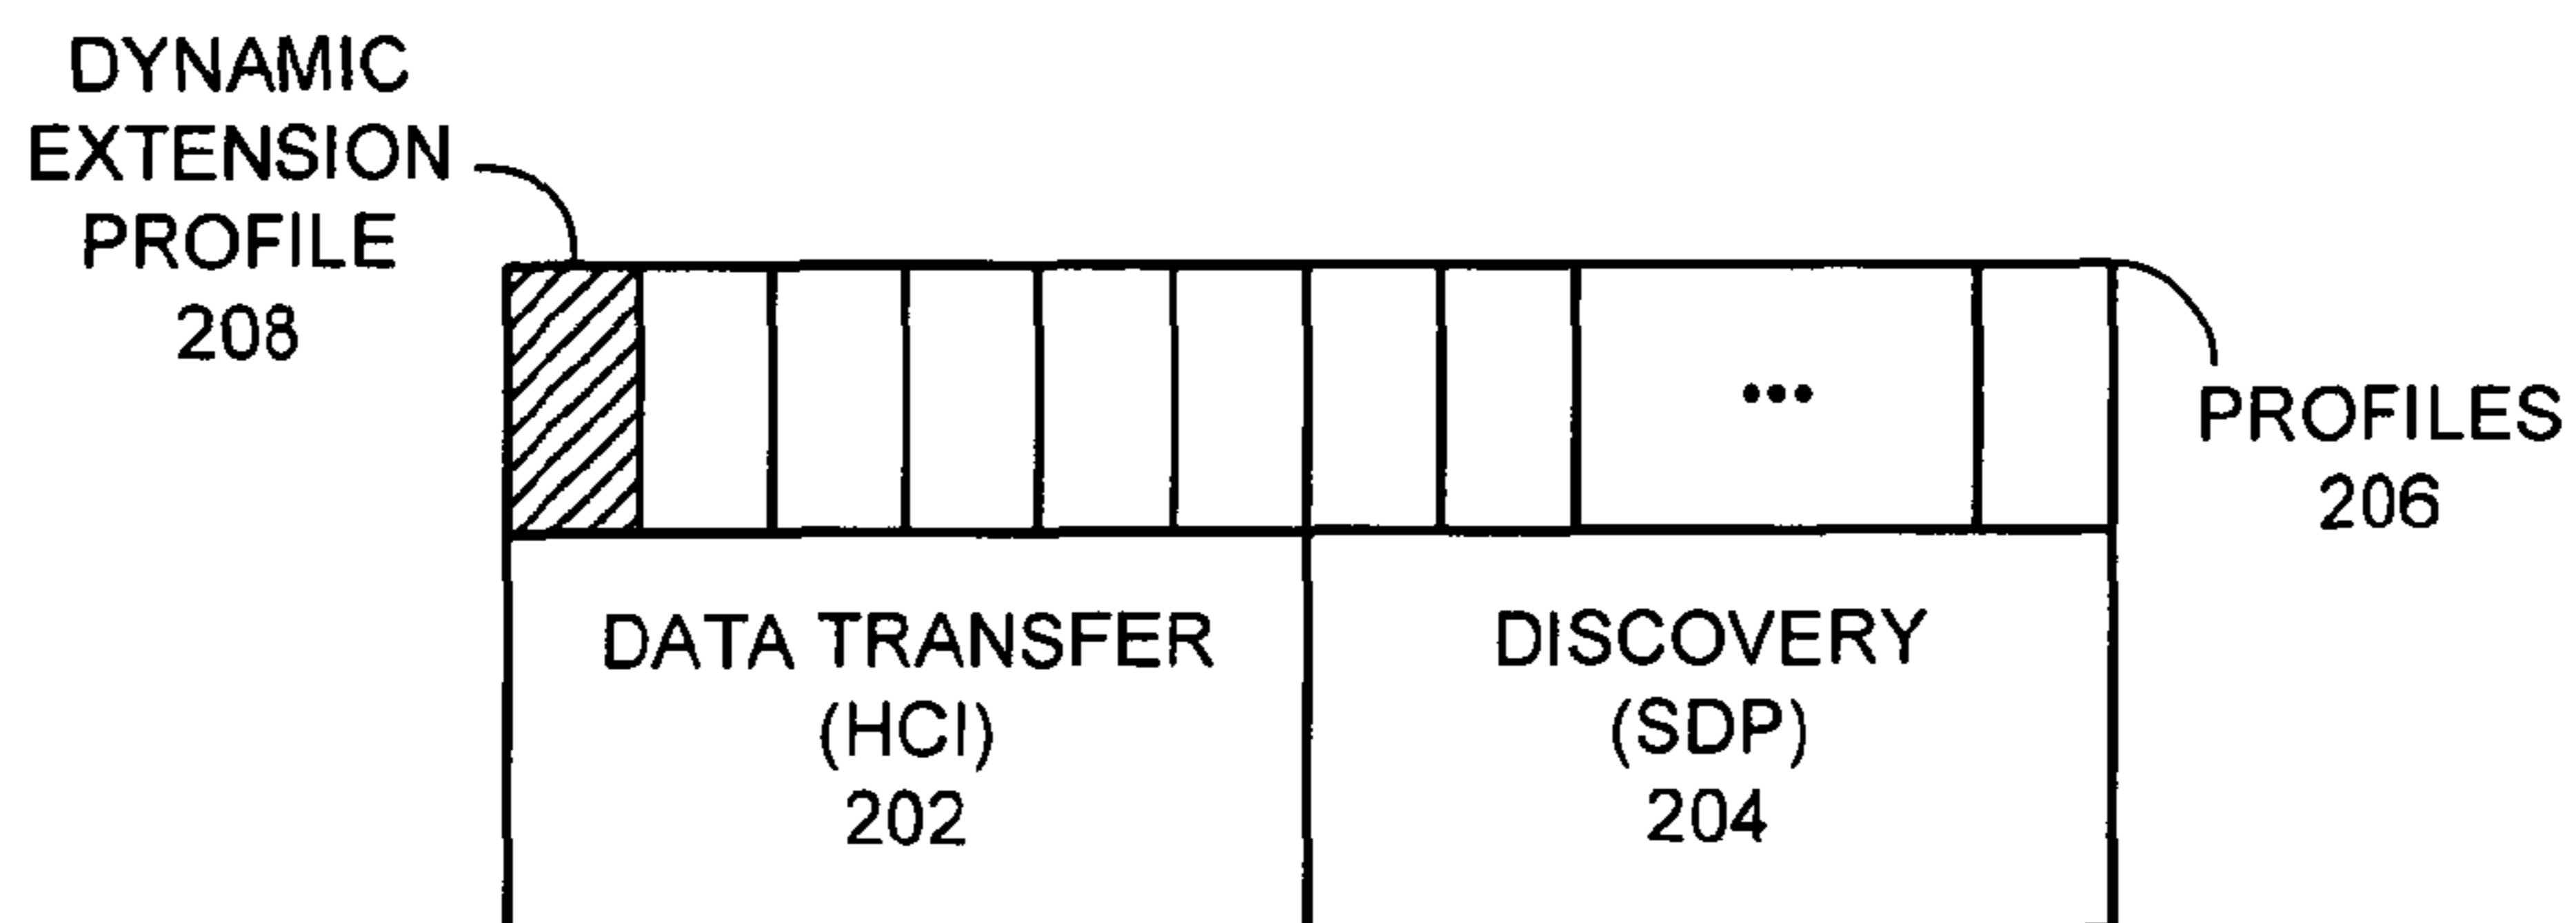 DYNAMIC
EXTENSION
PROFILE
208
...
PROFILES
206
DATA TRANSFER
(HCI)
202
DISCOVERY
(SDP)
204